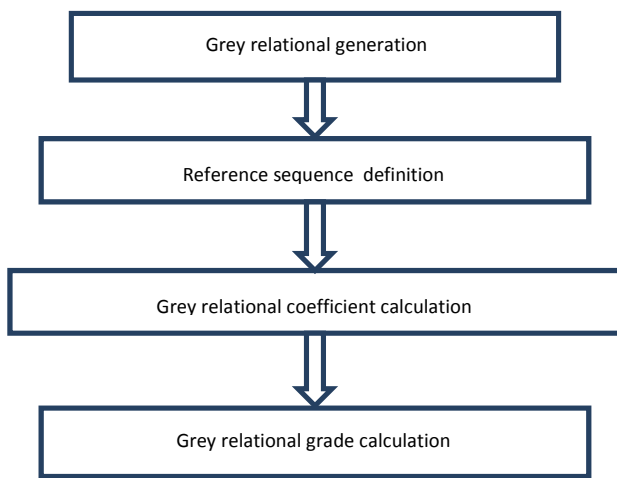 Grey relational generation
Reference sequence definition
Grey relational coefficient calculation
Grey relational grade calculation